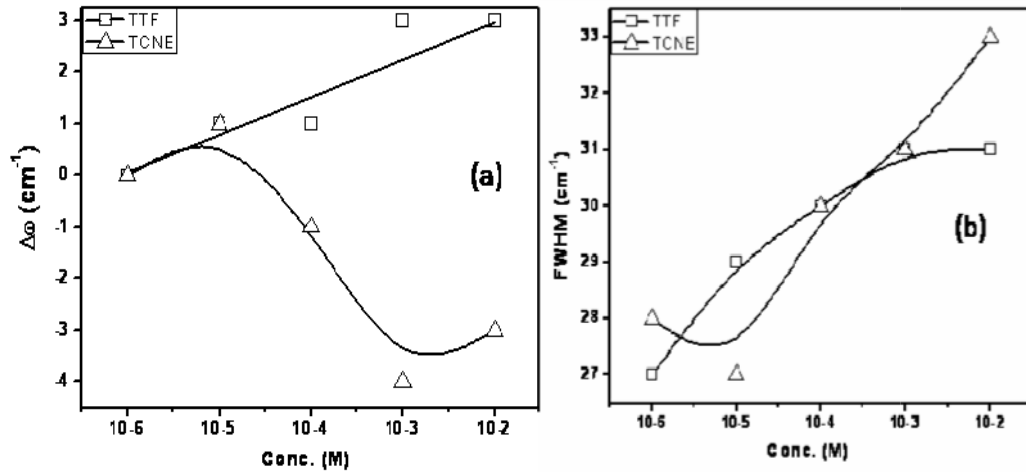 TTF
TCNE
3
2
1
0
-1
-2
-3
-4
Δω (cm⁻¹)
(a)
10-6
10-5
10-4
10-3
10-2
Conc. (M)
TTF
TCNE
33
32
31
30
29
28
27
FWHM (cm⁻¹)
(b)
10-6
10-5
10-4
10-3
10-2
Conc. (M)